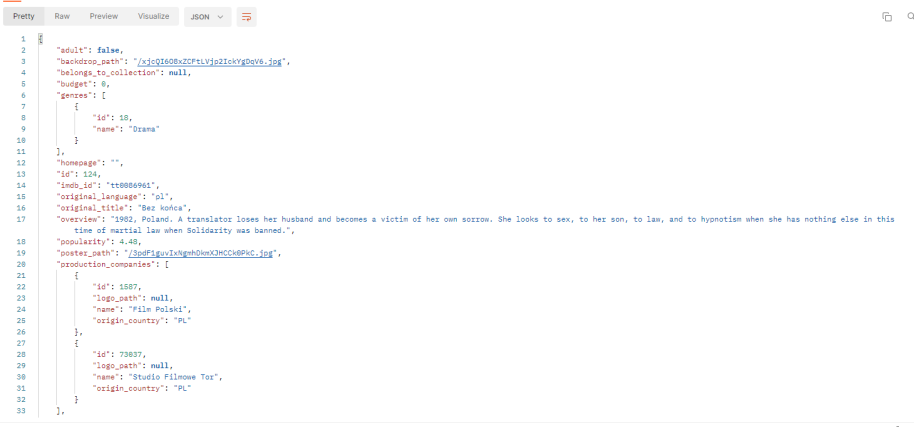 Pretty Raw Preview Visualize JSON
1 {
2 "adult": false,
3 "backdrop_path": "/xjcQI6O8xZCFtLVjp2IckYgDqV6.jpg",
4 "belongs_to_collection": null,
5 "budget": 0,
6 "genres": [
7 {
8 "id": 18,
9 "name": "Drama"
10 }
11 ],
12 "homepage": "",
13 "id": 124,
14 "imdb_id": "tt0086961",
15 "original_language": "pl",
16 "original_title": "Bez końca",
17 "overview": "1982, Poland. A translator loses her husband and becomes a victim of her own sorrow. She looks to sex, to her son, to law, and to hypnotism when she has nothing else in this
time of martial law when Solidarity was banned.",
18 "popularity": 4.48,
19 "poster_path": "/3pdF1guvIxNgmhDkmXJHCCk0PkC.jpg",
20 "production_companies": [
21 {
22 "id": 1587,
23 "logo_path": null,
24 "name": "Film Polski",
25 "origin_country": "PL"
26 },
27 {
28 "id": 73037,
29 "logo_path": null,
30 "name": "Studio Filmowe Tor",
31 "origin_country": "PL"
32 }
33 ],